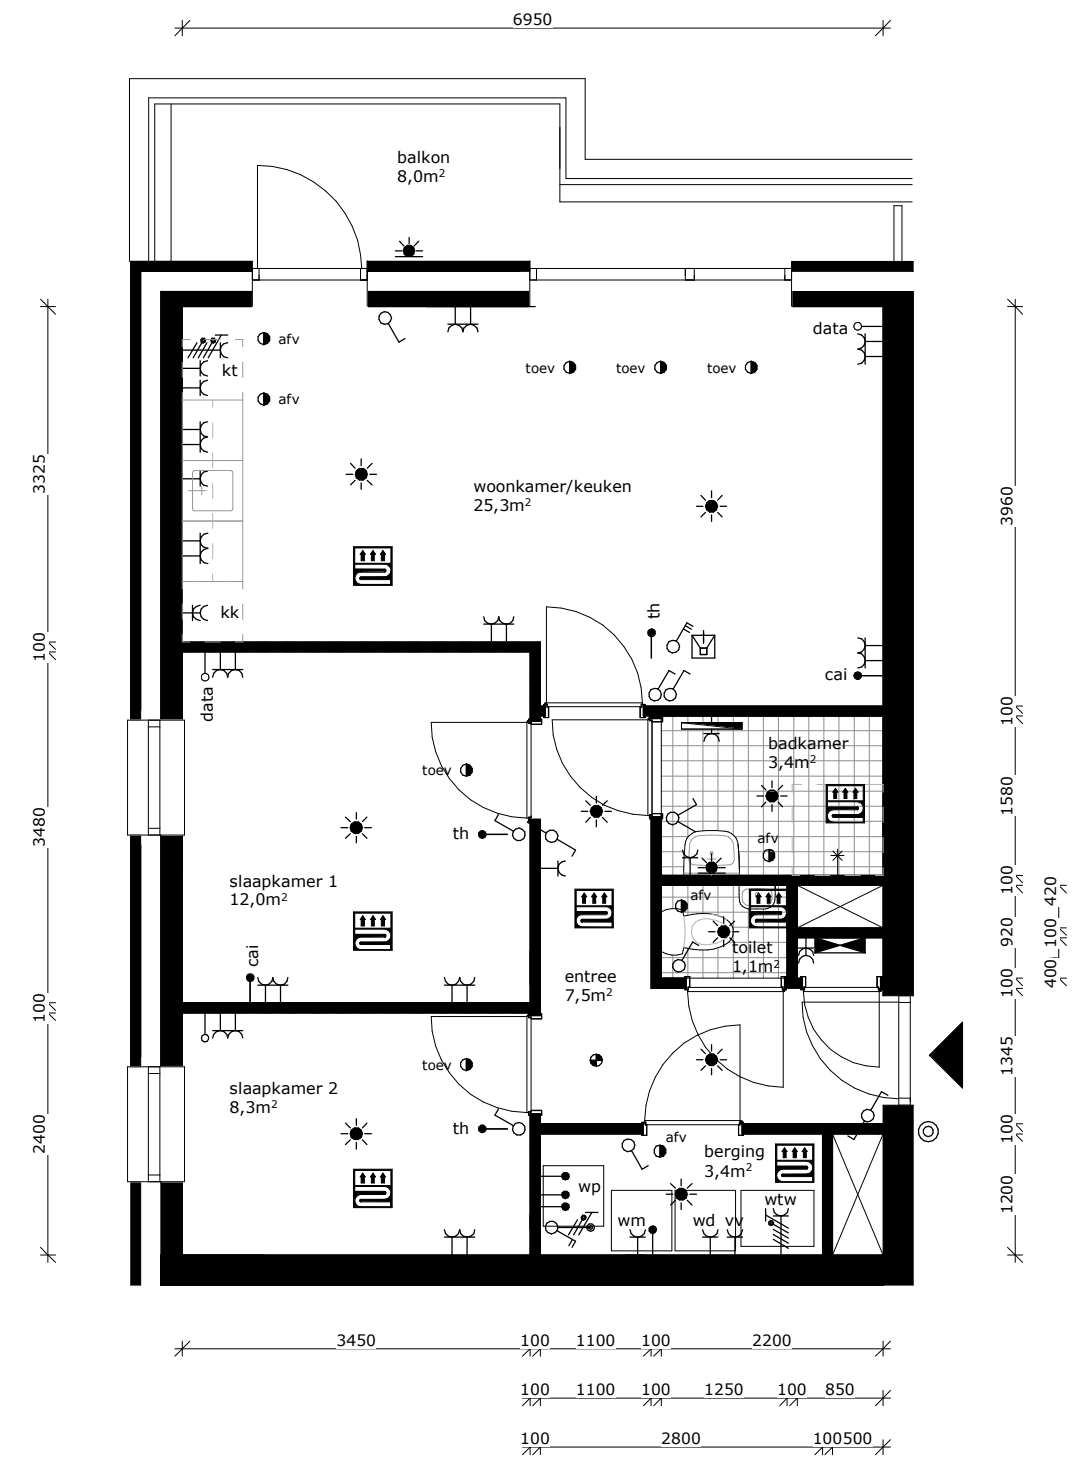 6950
balkon
8,0m²
afv
data
kt
toev
toev
toev
afv
3325
woonkamer/keuken
25,3m²
3960
kk
th
100
cai
data
100
badkamer
3,4m²
toev
1580
3480
th
afv
slaapkamer 1
12,0m²
100
afv
420
920
100
400
cai
toilet
1,1m²
entree
7,5m²
100
100
toev
1345
slaapkamer 2
8,3m²
2400
th
100
afv
berging
3,4m²
wp
wtw
1200
wm
wd
vv
3450
100
1100
100
2200
100
1100
100
1250
100
850
100
2800
100
500